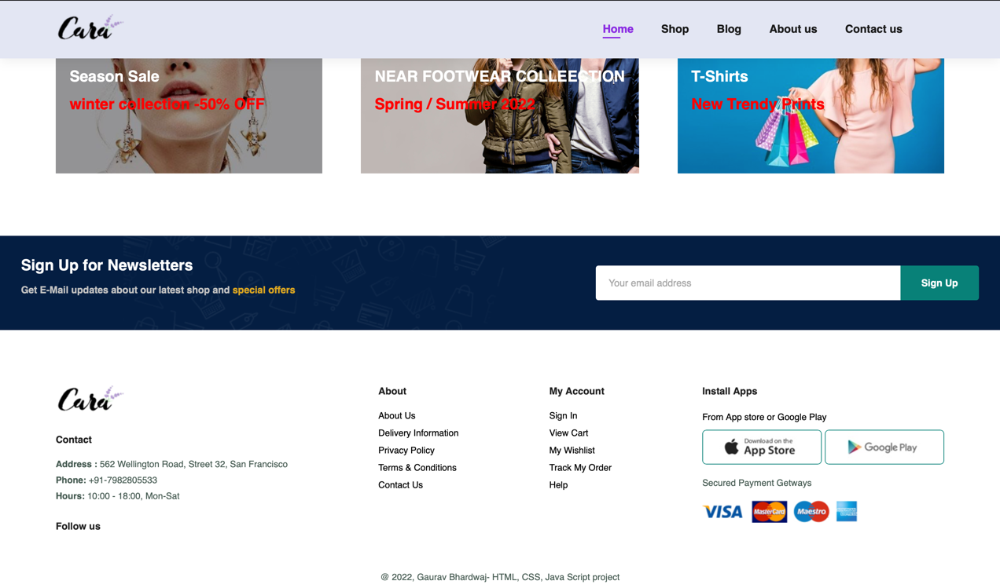 Cara
Home Shop Blog About us Contact us
Season Sale
winter collection -50% OFF
NEAR FOOTWEAR COLLEECTION
Spring / Summer 2022
T-Shirts
New Trendy Prints
Sign Up for Newsletters
Get E-Mail updates about our latest shop and special offers
Your email address
Sign Up
Cara
Contact
Address : 562 Wellington Road, Street 32, San Francisco
Phone: +91-7982805533
Hours: 10:00 - 18:00, Mon-Sat
Follow us
About
About Us
Delivery Information
Privacy Policy
Terms & Conditions
Contact Us
My Account
Sign In
View Cart
My Wishlist
Track My Order
Help
Install Apps
From App store or Google Play
Download on the
App Store
Google Play
Secured Payment Getways
VISA MasterCard Maestro AMERICAN EXPRESS
@ 2022, Gaurav Bhardwaj- HTML, CSS, Java Script project